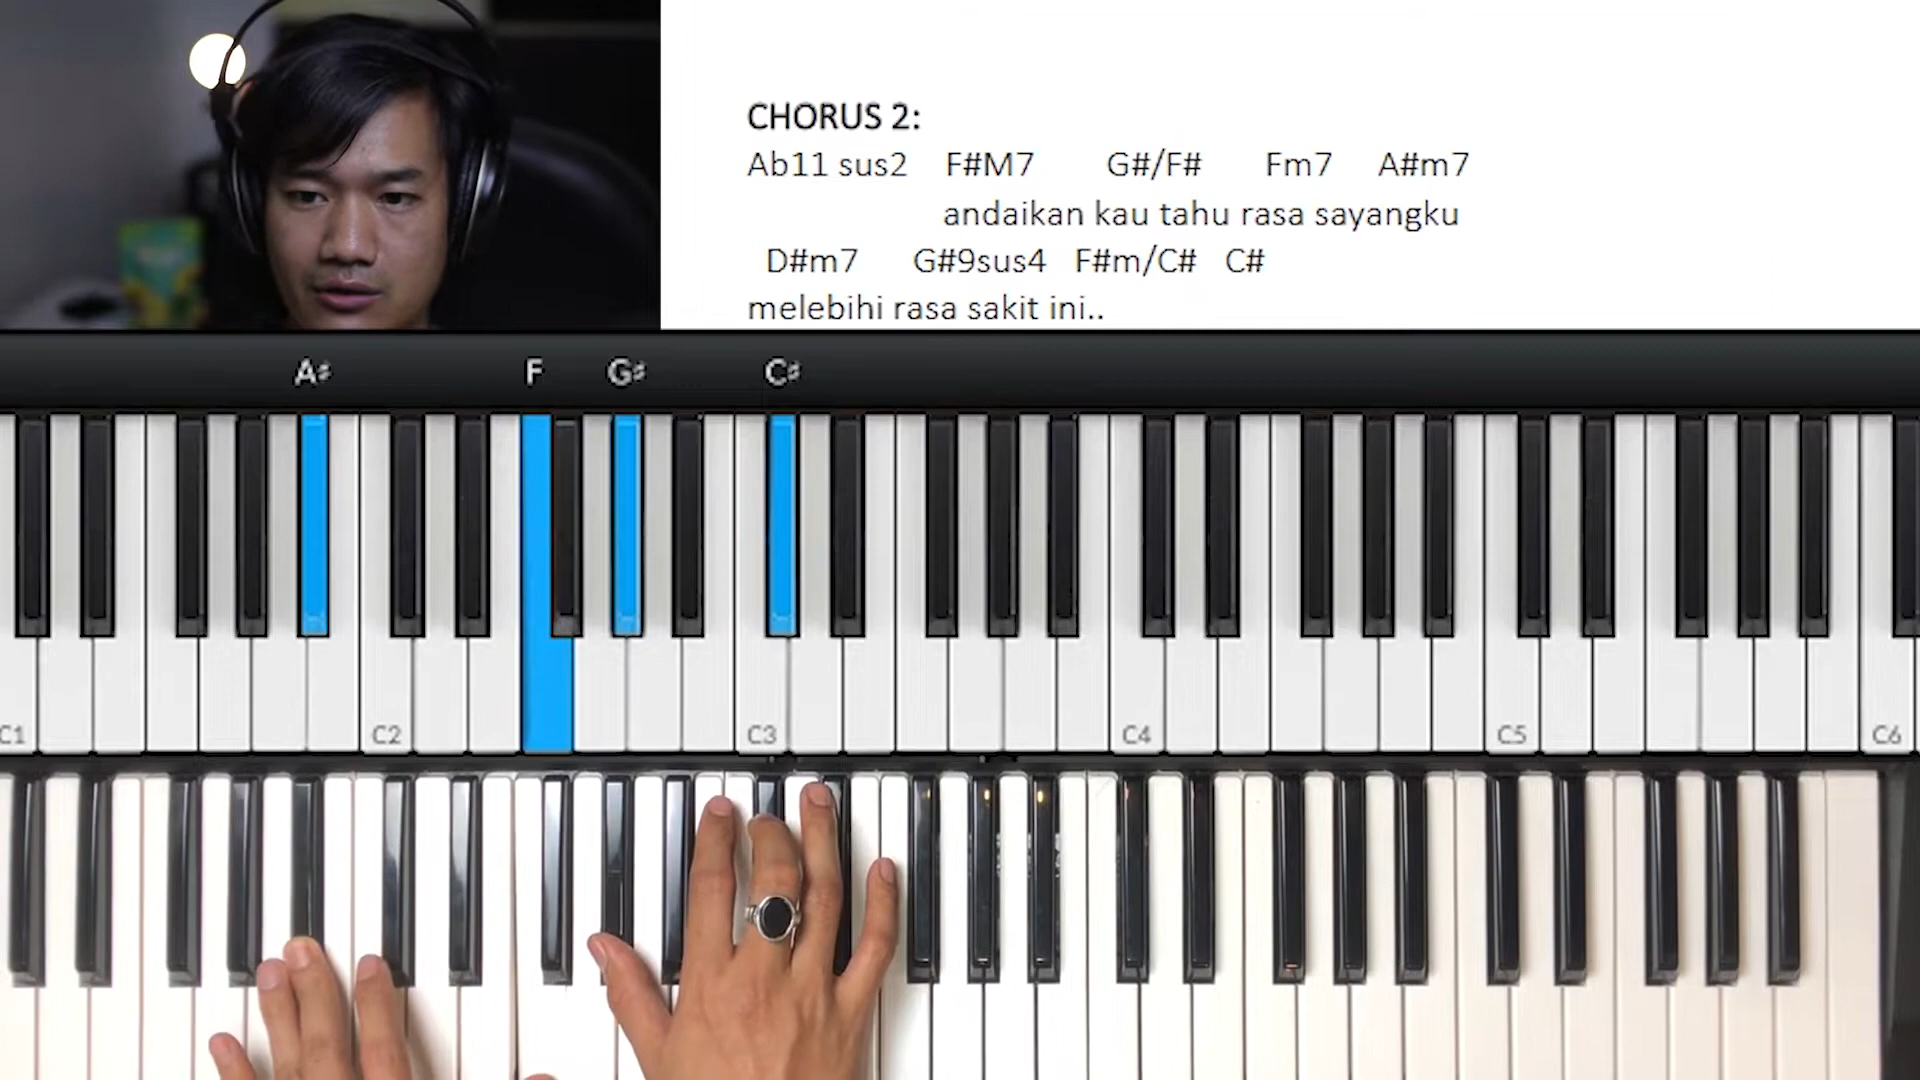 CHORUS 2:
Ab11 sus2 F#M7 G#/F# Fm7 A#m7
andaikan kau tahu rasa sayangku
D#m7 G#9sus4 F#m/C# C#
melebihi rasa sakit ini..
A♯ F G♯ C♯
C1 C2 C3 C4 C5 C6